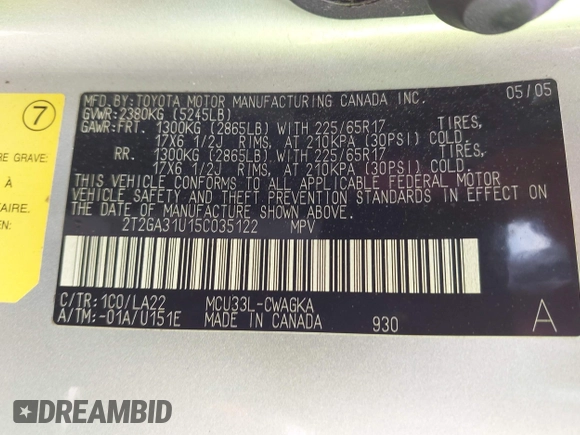 MFD.BY:TOYOTA MOTOR MANUFACTURING CANADA INC. 05/05
GVWR:2380KG (5245LB)
GAWR:FRT. 1300KG (2865LB) WITH 225/65R17 TIRES,
17X6 1/2J RIMS, AT 210KPA (30PSI) COLD.
RR. 1300KG (2865LB) WITH 225/65R17, TIRES,
17X6 1/2J RIMS, AT 210KPA (30PSI) COLD.
THIS VEHICLE CONFORMS TO ALL APPLICABLE FEDERAL MOTOR
VEHICLE SAFETY AND THEFT PREVENTION STANDARDS IN EFFECT ON
THE DATE OF MANUFACTURE SHOWN ABOVE.
2T2GA31U15C035122 MPV
C/TR:1C0/LA22 MCU33L-CWAGKA
A/TM:-01A/U151E MADE IN CANADA 930 A
7
RE GRAVE:
À
AIRE.
EN:
DREAMBID